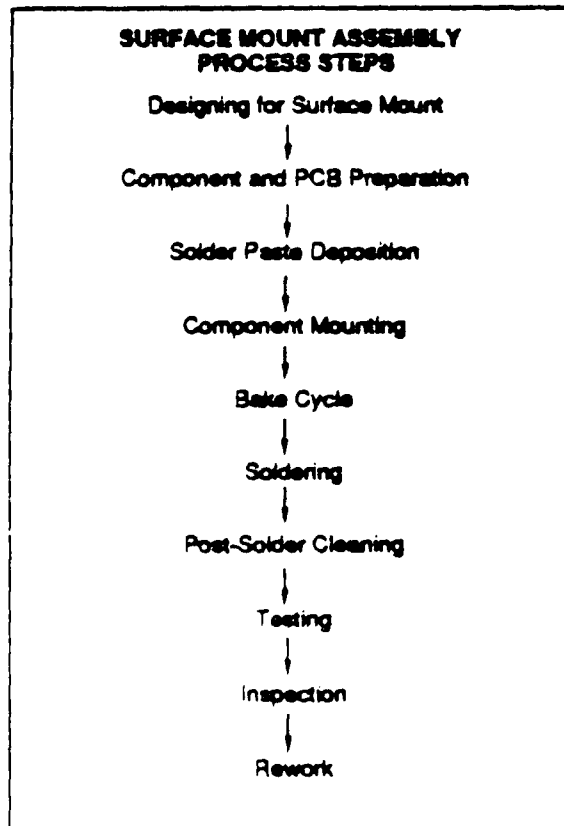 SURFACE MOUNT ASSEMBLY
PROCESS STEPS
Designing for Surface Mount
Component and PCB Preparation
Solder Paste Deposition
Component Mounting
Bake Cycle
Soldering
Post-Solder Cleaning
Testing
Inspection
Rework